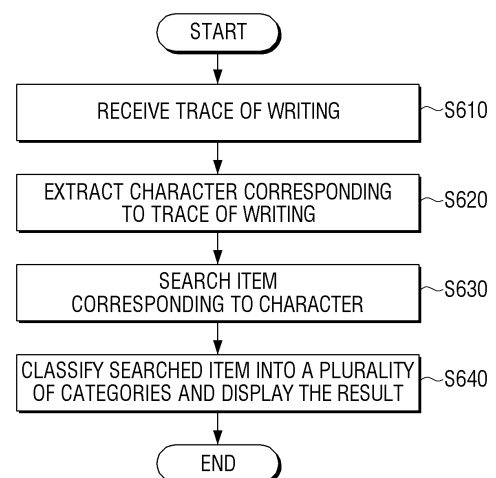 START
RECEIVE TRACE OF WRITING
S610
EXTRACT CHARACTER CORRESPONDING
TO TRACE OF WRITING
S620
SEARCH ITEM
CORRESPONDING TO CHARACTER
S630
CLASSIFY SEARCHED ITEM INTO A PLURALITY
OF CATEGORIES AND DISPLAY THE RESULT
S640
END